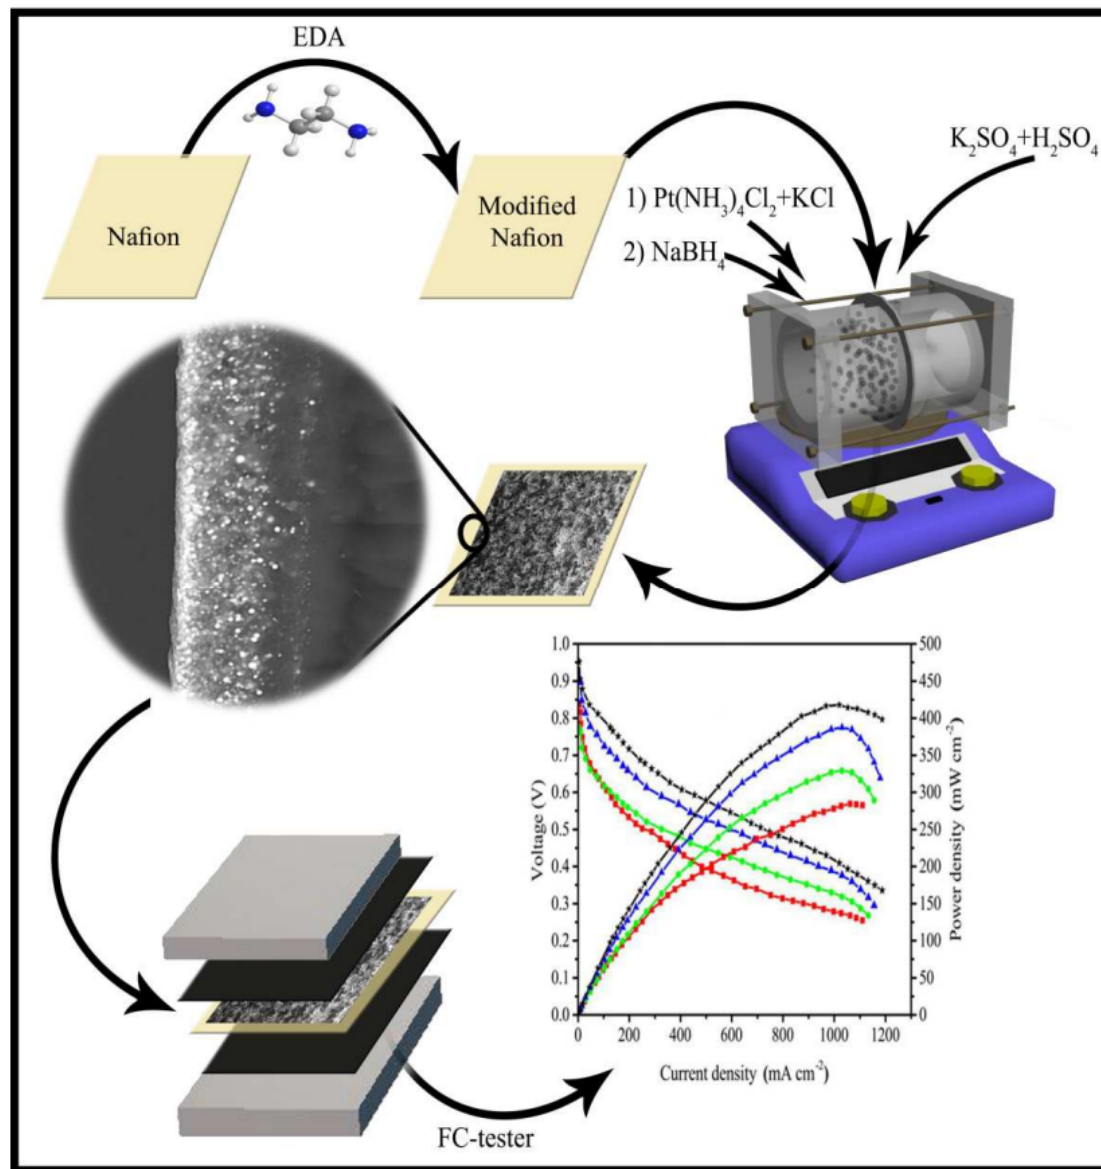 EDA
Nafion
Modified
Nafion
K₂SO₄+H₂SO₄
1) Pt(NH₃)₄Cl₂+KCl
2) NaBH₄
1.0
0.9
0.8
0.7
0.6
0.5
0.4
0.3
0.2
0.1
0.0
Voltage (V)
500
450
400
350
300
250
200
150
100
50
0
Power density (mW cm⁻²)
0 200 400 600 800 1000 1200
Current density (mA cm⁻²)
FC-tester